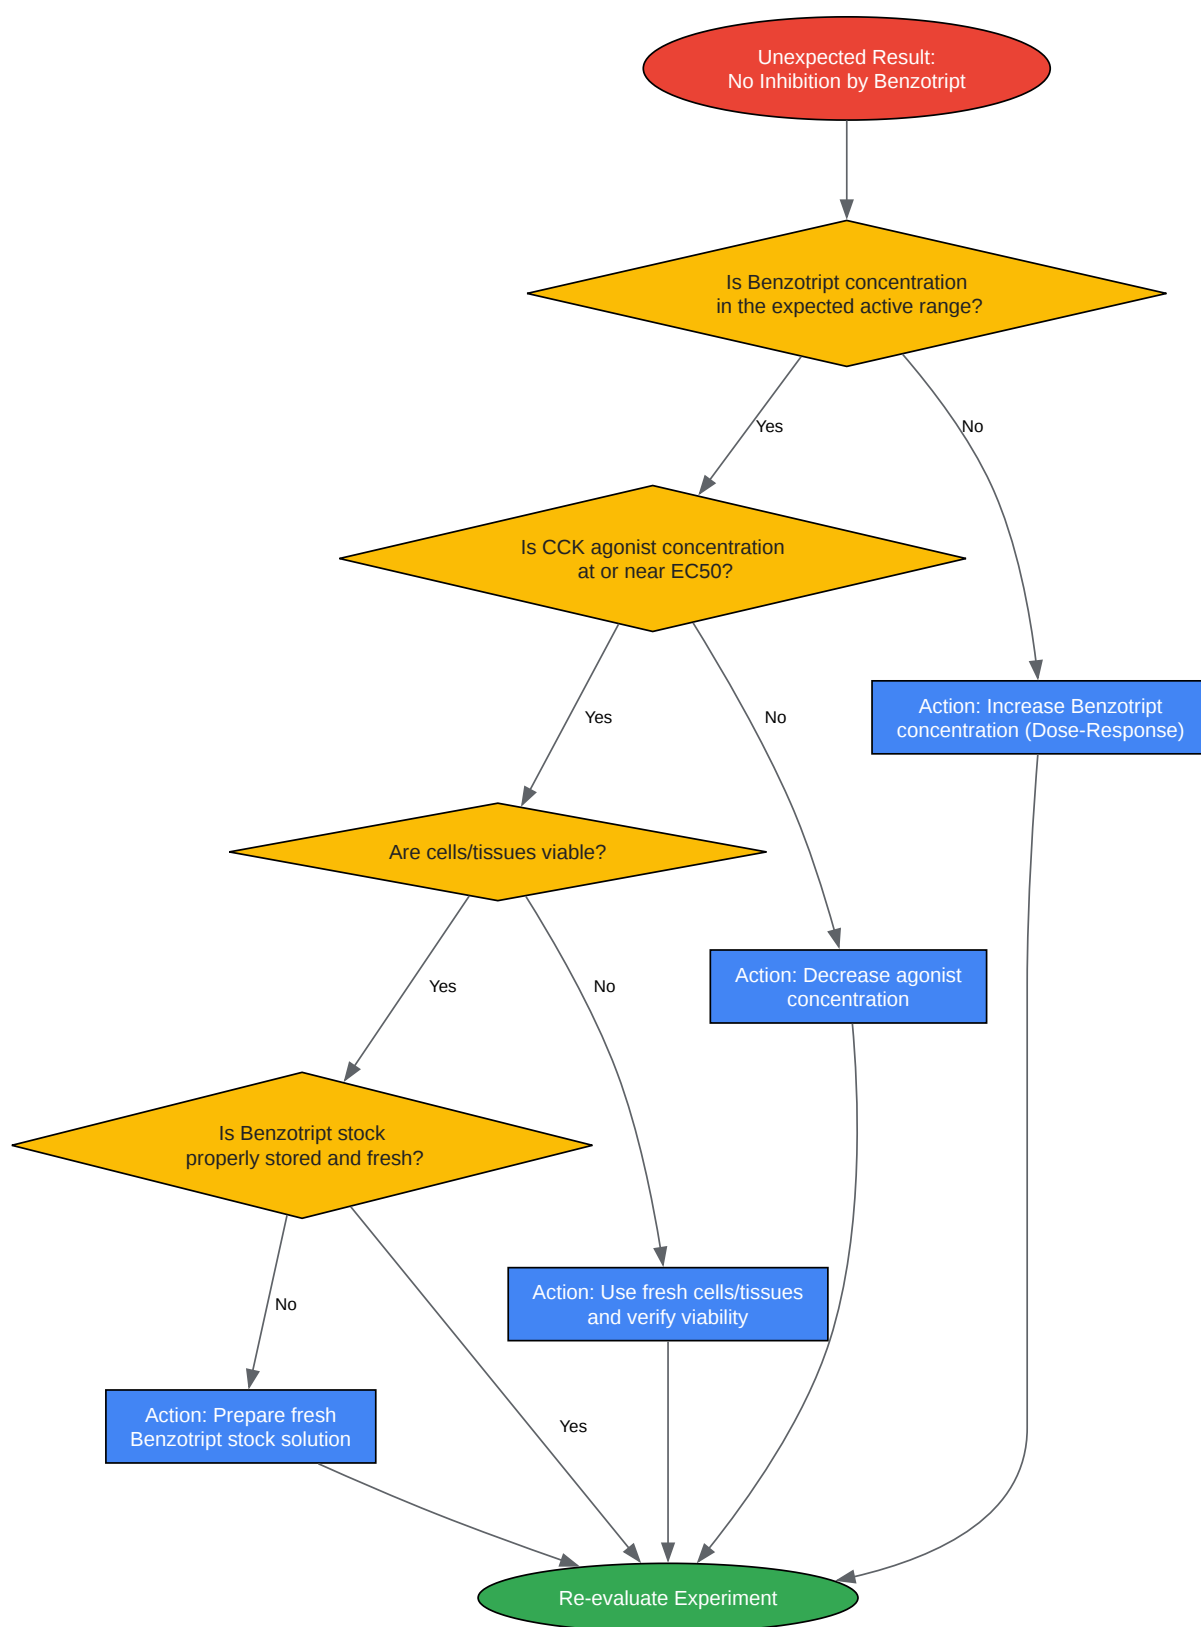 Unexpected Result:
No Inhibition by Benzotript
Is Benzotript concentration
in the expected active range?
Yes
No
Is CCK agonist concentration
at or near EC50?
Yes
No
Action: Increase Benzotript
concentration (Dose-Response)
Are cells/tissues viable?
Yes
No
Action: Decrease agonist
concentration
Is Benzotript stock
properly stored and fresh?
No
Yes
Action: Use fresh cells/tissues
and verify viability
Action: Prepare fresh
Benzotript stock solution
Re-evaluate Experiment